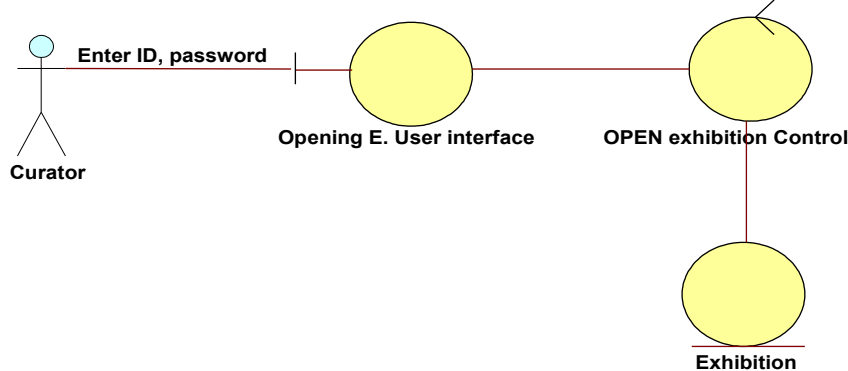 Enter ID, password
Opening E. User interface
OPEN exhibition Control
Curator
Exhibition